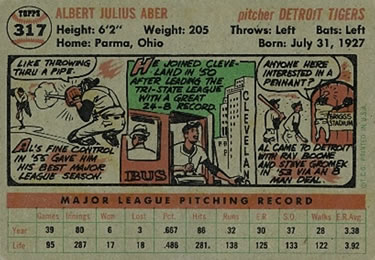 TOPPS
317
ALBERT JULIUS ABER
pitcher DETROIT TIGERS
Height: 6'2" Weight: 205 Throws: Left Bats: Left
Home: Parma, Ohio Born: July 31, 1927
LIKE THROWING THRU A PIPE.
AL'S FINE CONTROL IN '55 GAVE HIM HIS BEST MAJOR LEAGUE SEASON.
HE JOINED CLEVELAND IN '50 AFTER LEADING THE TRI-STATE LEAGUE WITH A GREAT 24-8 RECORD.
BUS
CLEVELAND
ANYONE HERE INTERESTED IN A PENNANT?
BRIGGS STADIUM
AL CAME TO DETROIT WITH RAY BOONE AND STEVE GROMEK IN '53 VIA AN 8 MAN DEAL.
MAJOR LEAGUE PITCHING RECORD
Games Innings Won Lost Pct. Hits Runs E.R. S.O. Walks E.R.Avr.
Year 39 80 6 3 .667 86 32 30 37 28 3.38
Life 95 287 17 18 .486 281 138 125 133 122 3.92